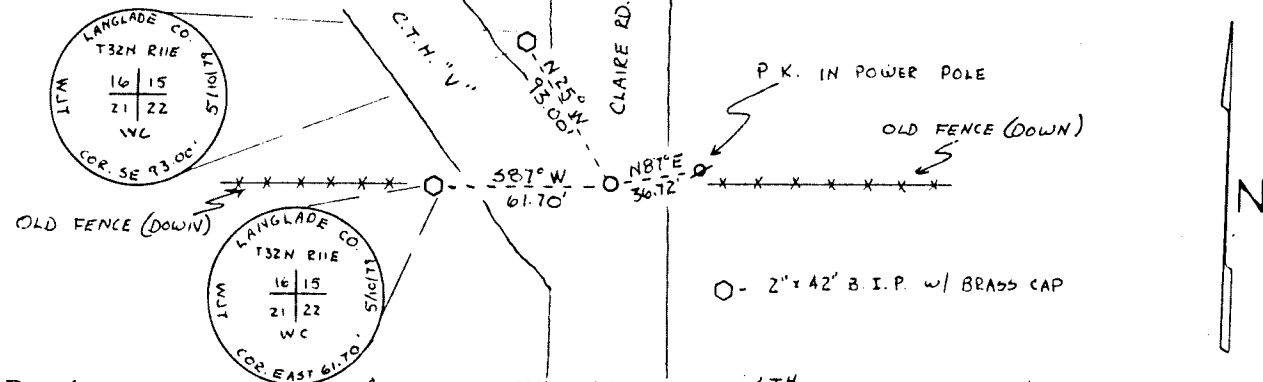 LANGLADE CO. 5/10/79
T32N R11E
16 15
21 22
WC
WJT
COR. SE 93.00'
C.T.H. "V"
N 25° W
93.00'
CLAIRE RD.
P.K. IN POWER POLE
OLD FENCE (DOWN)
S87° W
61.70'
N87° E
36.72'
OLD FENCE (DOWN)
LANGLADE CO. 5/10/79
T32N R11E
16 15
21 22
WC
WJT
COR. EAST 61.70'
- 2" x 42" B.I.P. w/ BRASS CAP
N